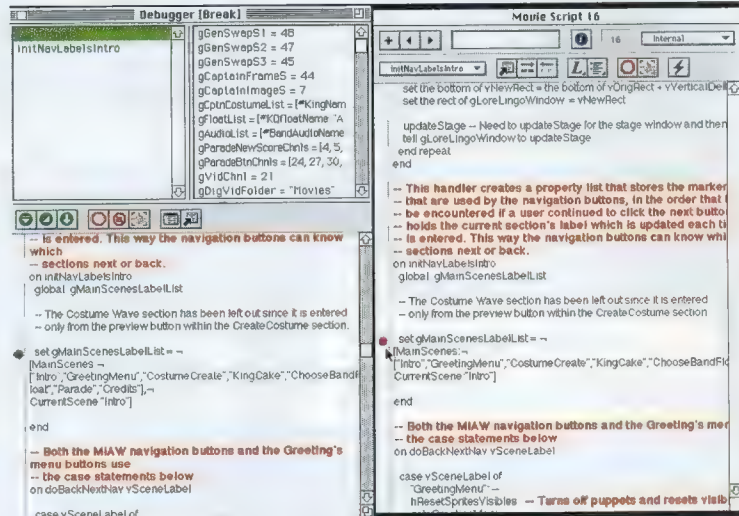 Debugger [Break]
initNavLabelsIntro
gGenSwapS1 = 48
gGenSwapS2 = 47
gGenSwapS3 = 45
gCaptainFrameS = 44
gCaptainImageS = 7
gCptnCostumeList = [#KingNam
gFloatList = [#KQfloatName "A
gAudioList = [#BandAudioName
gParadeNewScoreChnls = [4, 5,
gParadeBtnChnls = [24, 27, 30,
gVidChnl = 21
gDigVidFolder = "Movies"
-- is entered. This way the navigation buttons can know
which
-- sections next or back.
on initNavLabelsIntro
global gMainScenesLabelList
-- The Costume Wave section has been left out since it is entered
-- only from the preview button within the CreateCostume section.
set gMainScenesLabelList= ¬
[MainScenes ¬
["Intro","GreetingMenu","CostumeCreate","KingCake","ChooseBandF
loat","Parade","Credits"],¬
CurrentScene "Intro"]
end
-- Both the MIAW navigation buttons and the Greeting's
menu buttons use
-- the case statements below
on doBackNextNav vSceneLabel
case vSceneLabel of
Movie Script 16
16
Internal
initNavLabelsIntro
set the bottom of vNewRect = the bottom of vOrigRect + vVerticalDel
set the rect of gLoreLingoWindow = vNewRect
updateStage -- Need to updateStage for the stage window and then
tell gLoreLingoWindow to updateStage
end repeat
end
-- This handler creates a property list that stores the marker
-- that are used by the navigation buttons, in the order that
-- be encountered if a user continued to click the next butto
-- holds the current section's label which is updated each ti
-- is entered. This way the navigation buttons can know whi
-- sections next or back.
on initNavLabelsIntro
global gMainScenesLabelList
-- The Costume Wave section has been left out since it is entered
-- only from the preview button within the CreateCostume section
set gMainScenesLabelList= ¬
[MainScenes:¬
["Intro","GreetingMenu","CostumeCreate","KingCake","ChooseBandFlo
CurrentScene "Intro"]
end
-- Both the MIAW navigation buttons and the Greeting's mer
-- the case statements below
on doBackNextNav vSceneLabel
case vSceneLabel of
"GreetingMenu" ¬
hResetSpritesVisibles -- Turns off puppets and resets visib